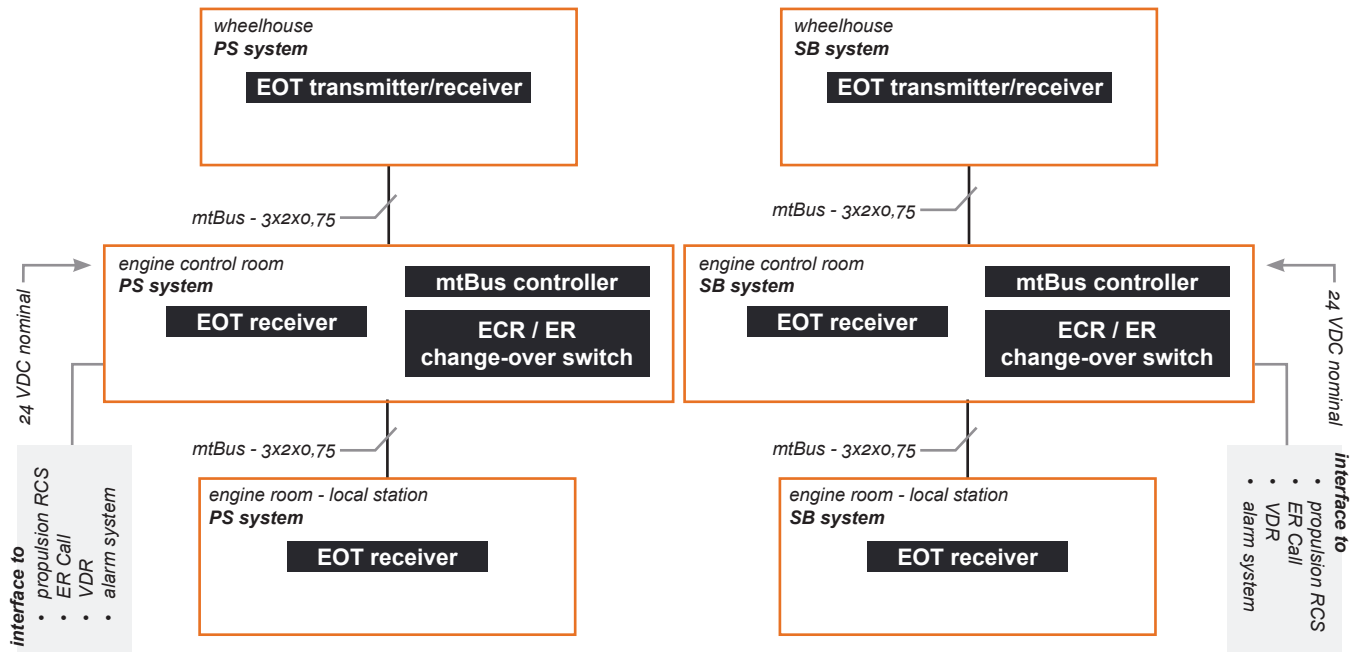 wheelhouse
PS system
EOT transmitter/receiver
wheelhouse
SB system
EOT transmitter/receiver
mtBus - 3x2x0,75
mtBus - 3x2x0,75
24 VDC nominal
engine control room
PS system
EOT receiver
mtBus controller
ECR / ER
change-over switch
engine control room
SB system
EOT receiver
mtBus controller
ECR / ER
change-over switch
24 VDC nominal
mtBus - 3x2x0,75
mtBus - 3x2x0,75
interface to
• propulsion RCS
• ER Call
• VDR
• alarm system
engine room - local station
PS system
EOT receiver
engine room - local station
SB system
EOT receiver
interface to
• propulsion RCS
• ER Call
• VDR
• alarm system